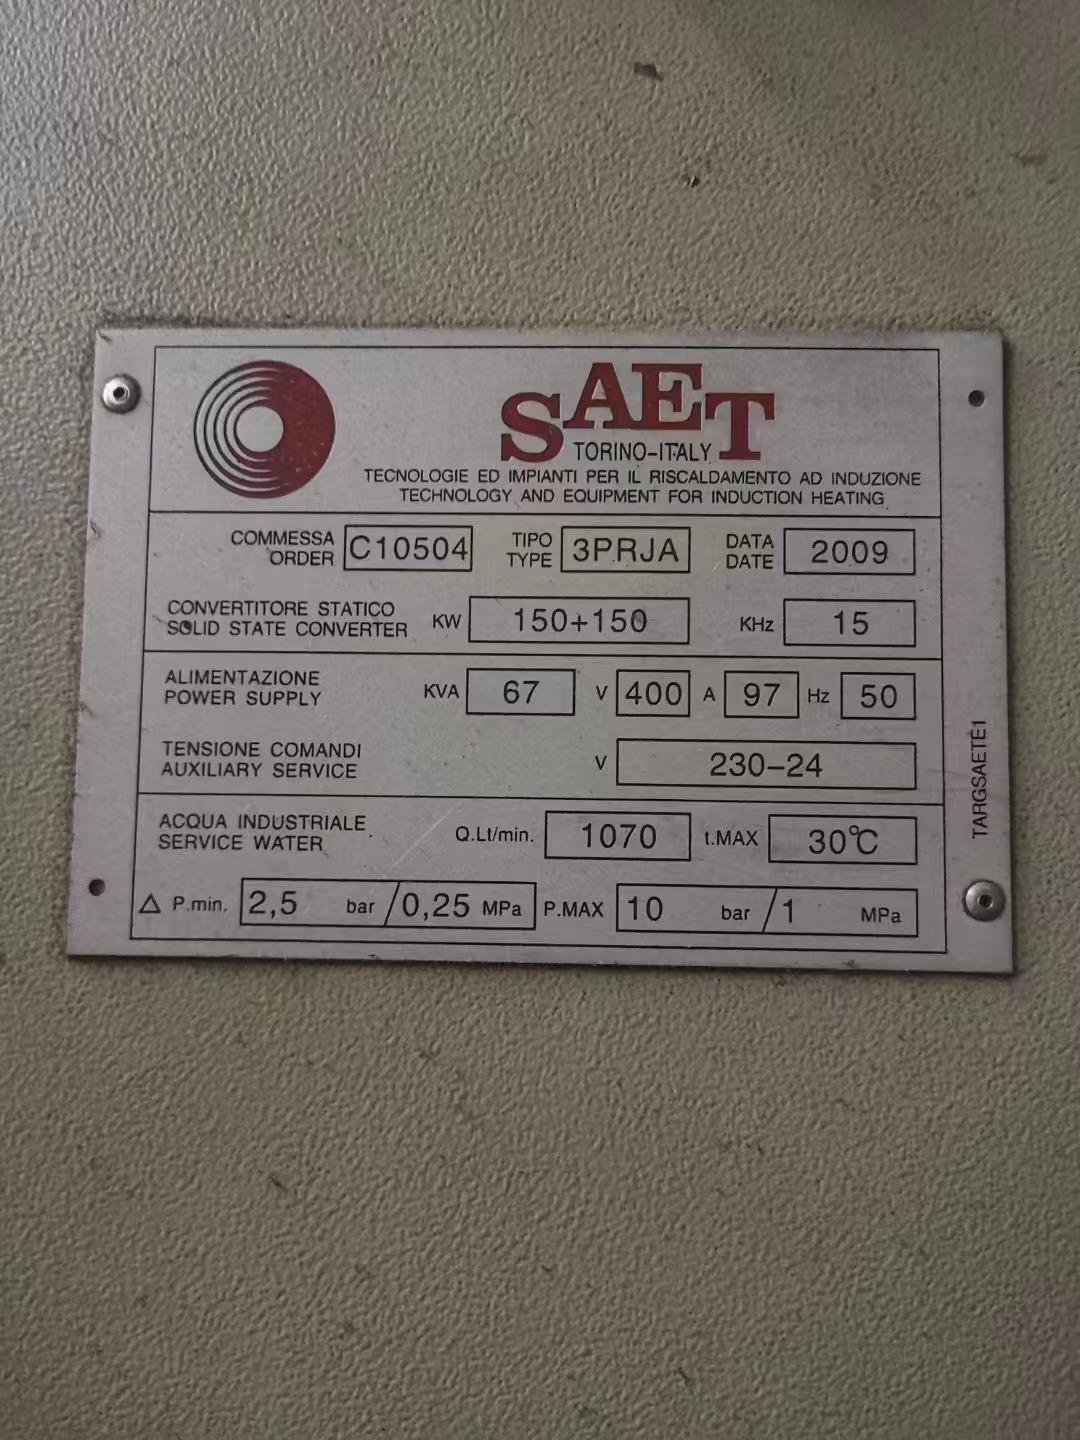 SAET
TORINO-ITALY
TECNOLOGIE ED IMPIANTI PER IL RISCALDAMENTO AD INDUZIONE
TECHNOLOGY AND EQUIPMENT FOR INDUCTION HEATING
COMMESSA
ORDER
C10504
TIPO
TYPE
3PRJA
DATA
DATE
2009
CONVERTITORE STATICO
SOLID STATE CONVERTER
KW 150+150 KHz 15
ALIMENTAZIONE
POWER SUPPLY
KVA 67 V 400 A 97 Hz 50
TENSIONE COMANDI
AUXILIARY SERVICE
V 230-24
ACQUA INDUSTRIALE
SERVICE WATER
Q.Lt/min. 1070 t.MAX 30°C
△ P.min. 2,5 bar / 0,25 MPa P.MAX 10 bar / 1 MPa
TARGSAETE1